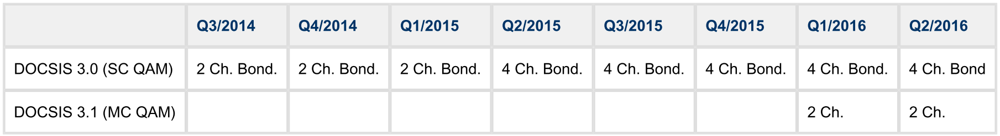 Q3/2014 Q4/2014 Q1/2015 Q2/2015 Q3/2015 Q4/2015 Q1/2016 Q2/2016
DOCSIS 3.0 (SC QAM) 2 Ch. Bond. 2 Ch. Bond. 2 Ch. Bond. 4 Ch. Bond. 4 Ch. Bond. 4 Ch. Bond. 4 Ch. Bond. 4 Ch. Bond
DOCSIS 3.1 (MC QAM) 2 Ch. 2 Ch.